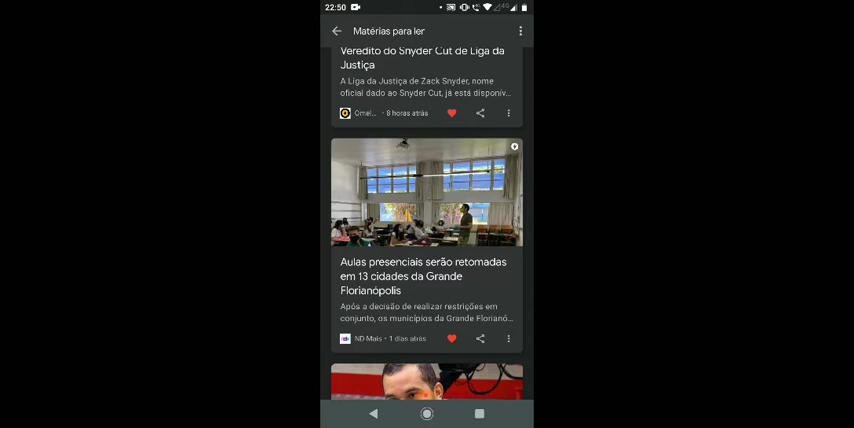 22:50
4G
Matérias para ler
Veredito do Snyder Cut de Liga da
Justiça
A Liga da Justiça de Zack Snyder, nome
oficial dado ao Snyder Cut, já está disponív...
Omel... • 8 horas atrás
Aulas presenciais serão retomadas
em 13 cidades da Grande
Florianópolis
Após a decisão de realizar restrições em
conjunto, os municípios da Grande Florianó...
ND Mais • 1 dias atrás